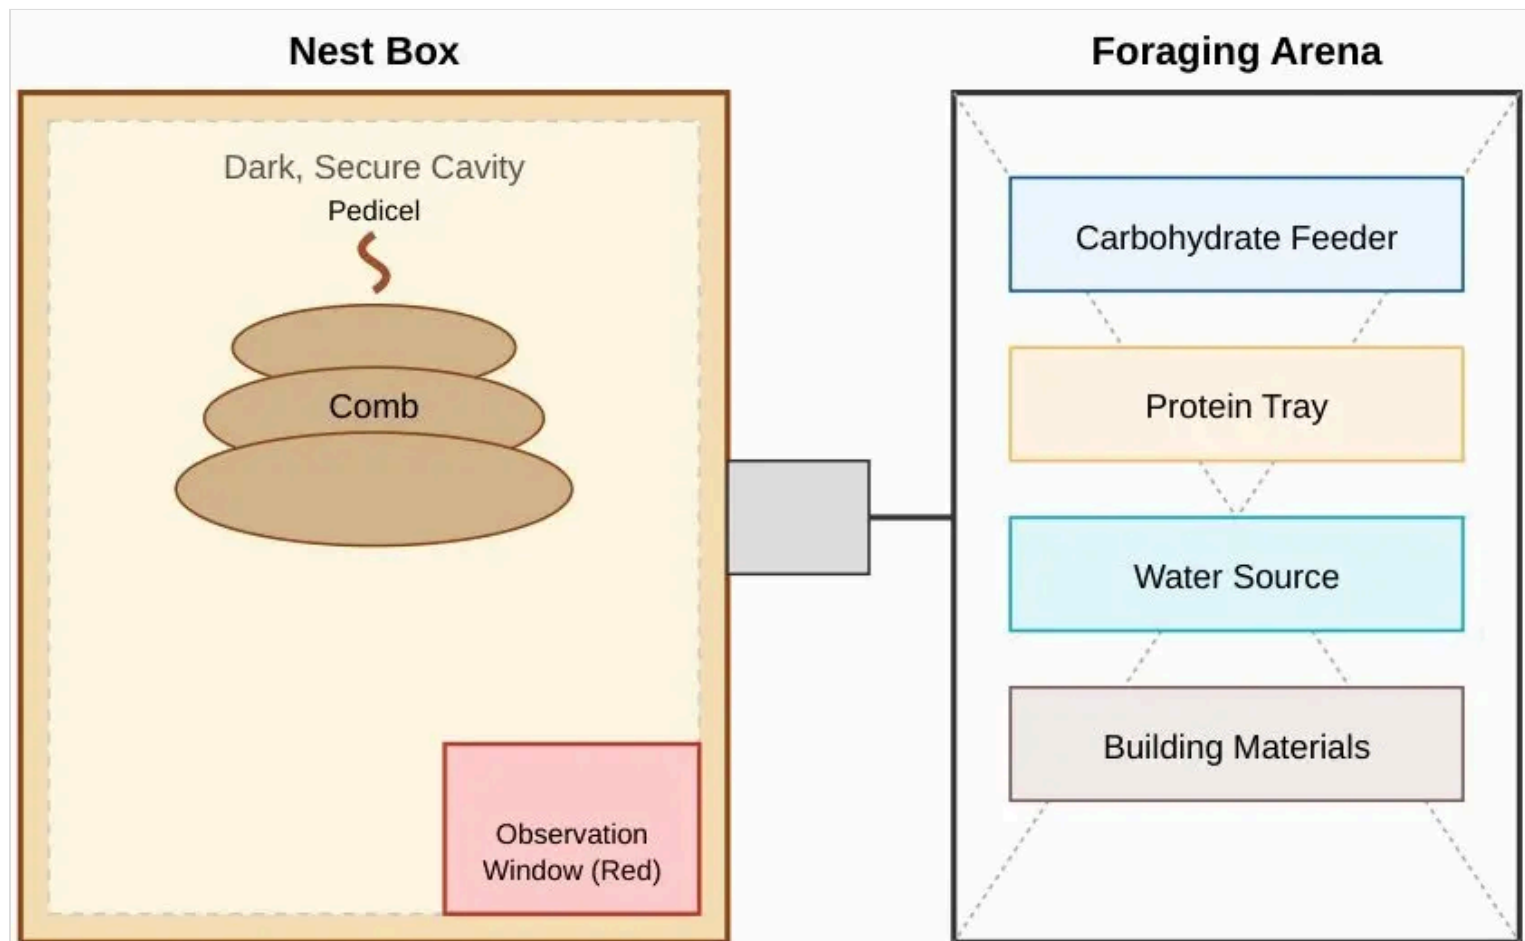 Nest Box
Foraging Arena
Dark, Secure Cavity
Pedicel
Comb
Observation
Window (Red)
Carbohydrate Feeder
Protein Tray
Water Source
Building Materials